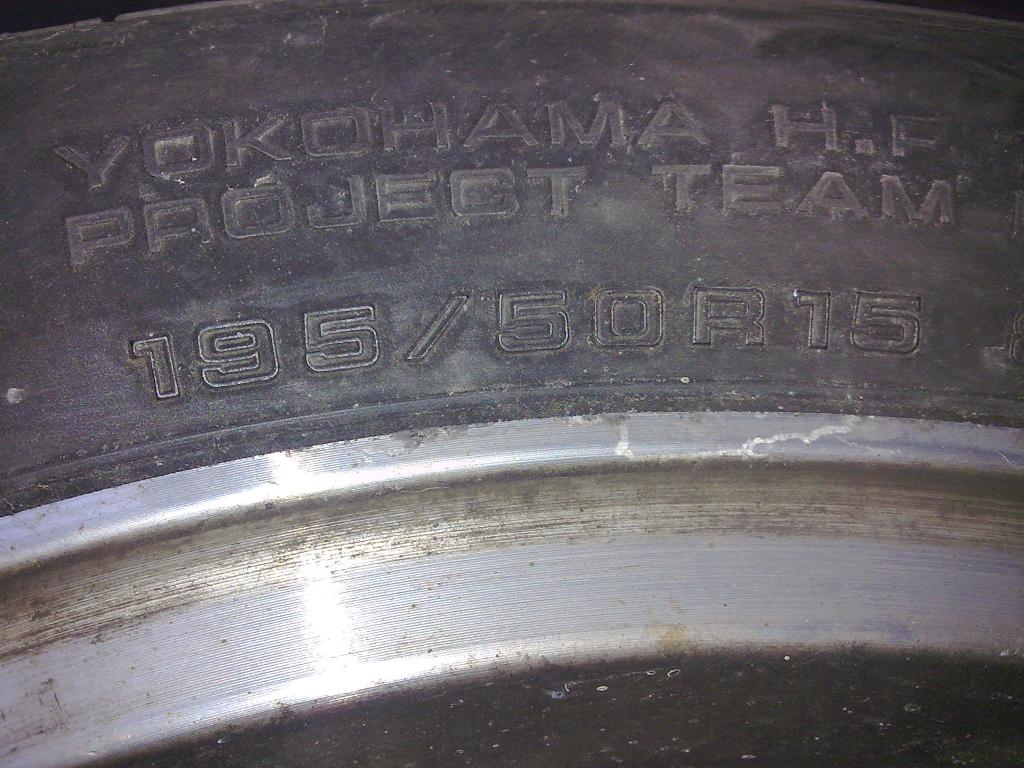 YOKOHAMA H.P.
PROJECT TEAM
195/50R15